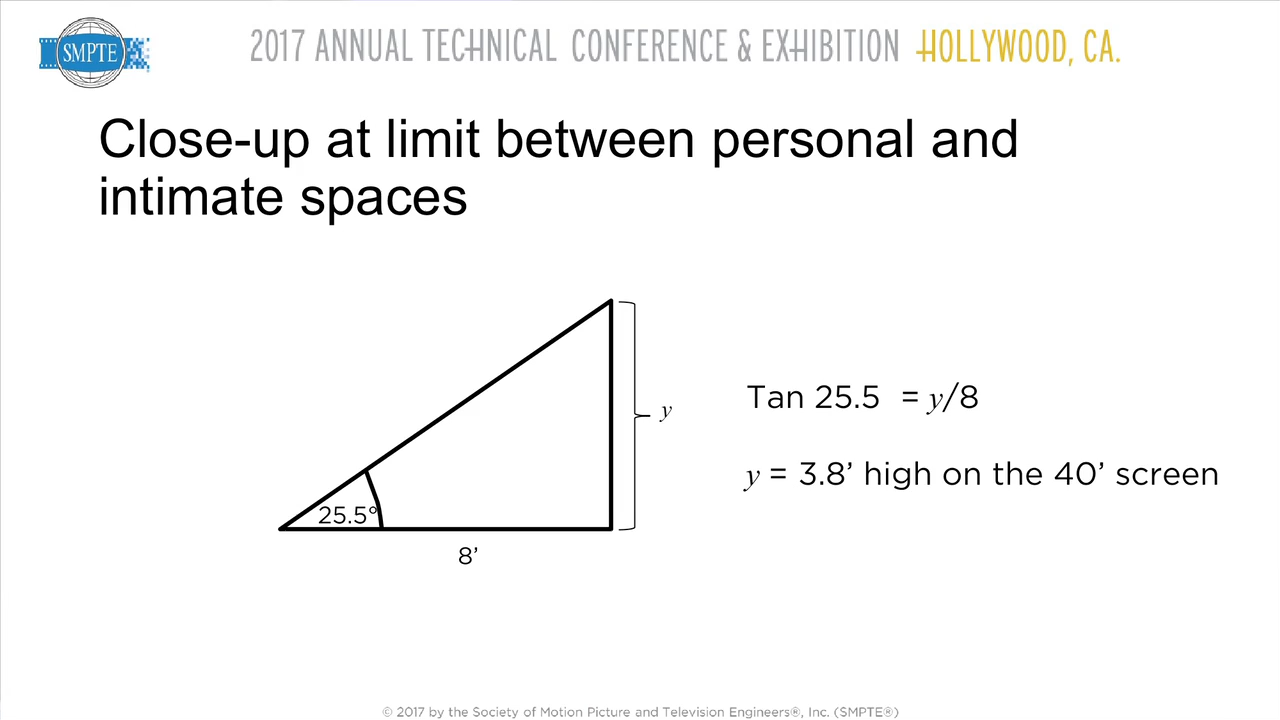 SMPTE
2017 ANNUAL TECHNICAL CONFERENCE & EXHIBITION HOLLYWOOD, CA.
Close-up at limit between personal and
intimate spaces
y
Tan 25.5 = y/8
y = 3.8’ high on the 40’ screen
25.5°
8’
© 2017 by the Society of Motion Picture and Television Engineers®, Inc. (SMPTE®)